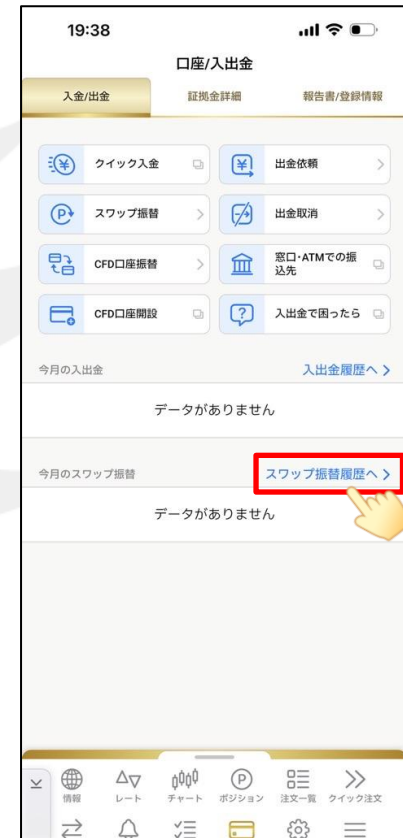 19:38
口座/入出金
入金/出金
証拠金詳細
報告書/登録情報
クイック入金
出金依頼
スワップ振替
出金取消
CFD口座振替
窓口・ATMでの振
込先
CFD口座開設
入出金で困ったら
今月の入出金
入出金履歴へ
データがありません
今月のスワップ振替
スワップ振替履歴へ
データがありません
情報
レート
チャート
ポジション
注文一覧
クイック注文